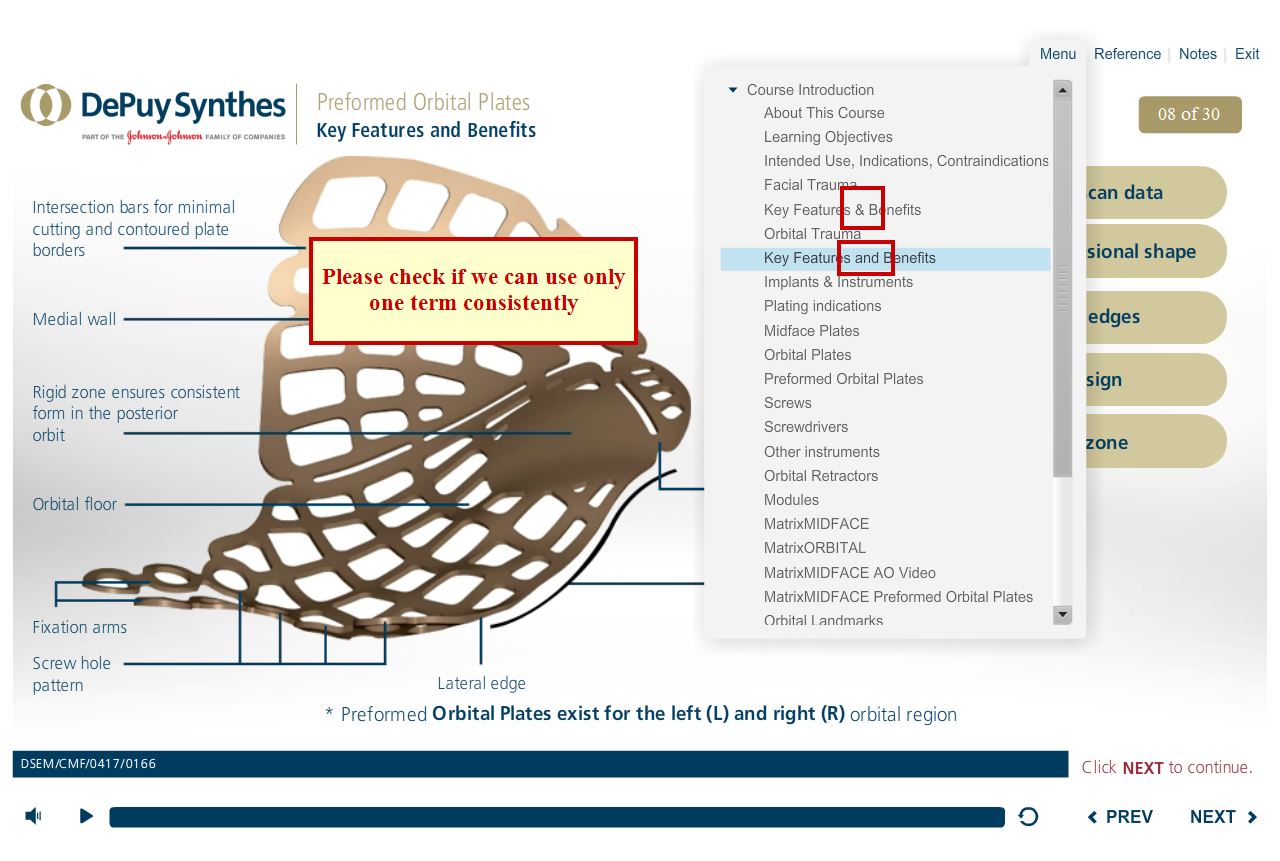 Menu
Reference
Notes
Exit
DePuy Synthes
PART OF THE Johnson & Johnson FAMILY OF COMPANIES
Preformed Orbital Plates
Key Features and Benefits
08 of 30
Course Introduction
About This Course
Learning Objectives
Intended Use, Indications, Contraindications
Facial Trauma
Key Features & Benefits
Orbital Trauma
Key Features and Benefits
Implants & Instruments
Plating indications
Midface Plates
Orbital Plates
Preformed Orbital Plates
Screws
Screwdrivers
Other instruments
Orbital Retractors
Modules
MatrixMIDFACE
MatrixORBITAL
MatrixMIDFACE AO Video
MatrixMIDFACE Preformed Orbital Plates
Orbital Landmarks
can data
sional shape
edges
sign
zone
Intersection bars for minimal
cutting and contoured plate
borders
Medial wall
Rigid zone ensures consistent
form in the posterior
orbit
Orbital floor
Fixation arms
Screw hole
pattern
Lateral edge
Please check if we can use only
one term consistently
* Preformed Orbital Plates exist for the left (L) and right (R) orbital region
DSEM/CMF/0417/0166
Click NEXT to continue.
PREV
NEXT